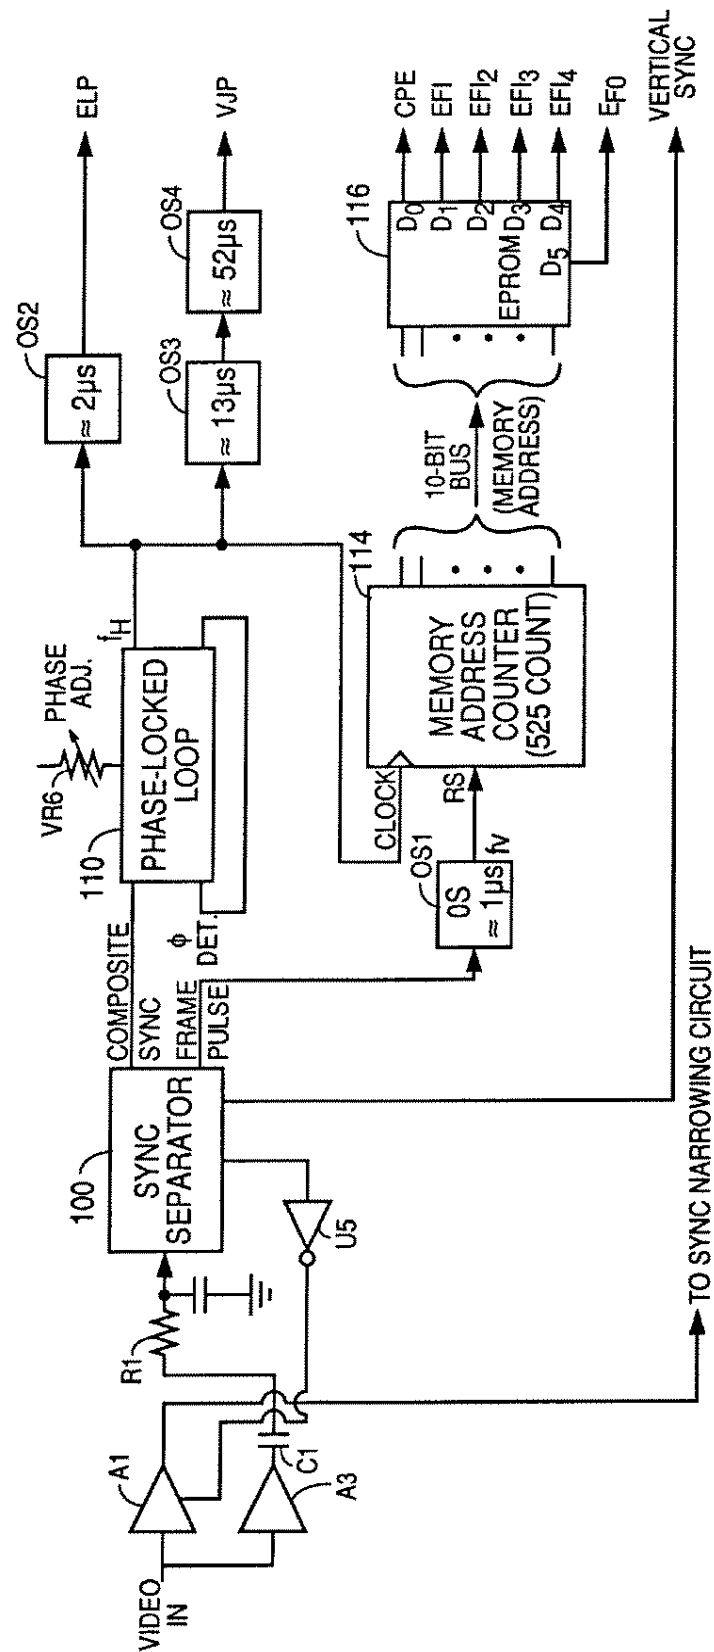 VIDEO
IN
A1
A3
C1
R1
100
SYNC
SEPARATOR
U5
COMPOSITE
SYNC
FRAME
PULSE
ϕ
DET.
110
PHASE-LOCKED
LOOP
VR6
PHASE
ADJ.
fH
OS2
≈ 2µs
ELP
OS3
≈ 13µs
OS4
≈ 52µs
VJP
OS1
OS
≈ 1µs
fv
CLOCK
RS
114
MEMORY
ADDRESS
COUNTER
(525 COUNT)
10-BIT
BUS
(MEMORY
ADDRESS)
116
EPROM
D0
D1
D2
D3
D4
D5
CPE
EFI
EFI2
EFI3
EFI4
EF0
VERTICAL
SYNC
TO SYNC NARROWING CIRCUIT